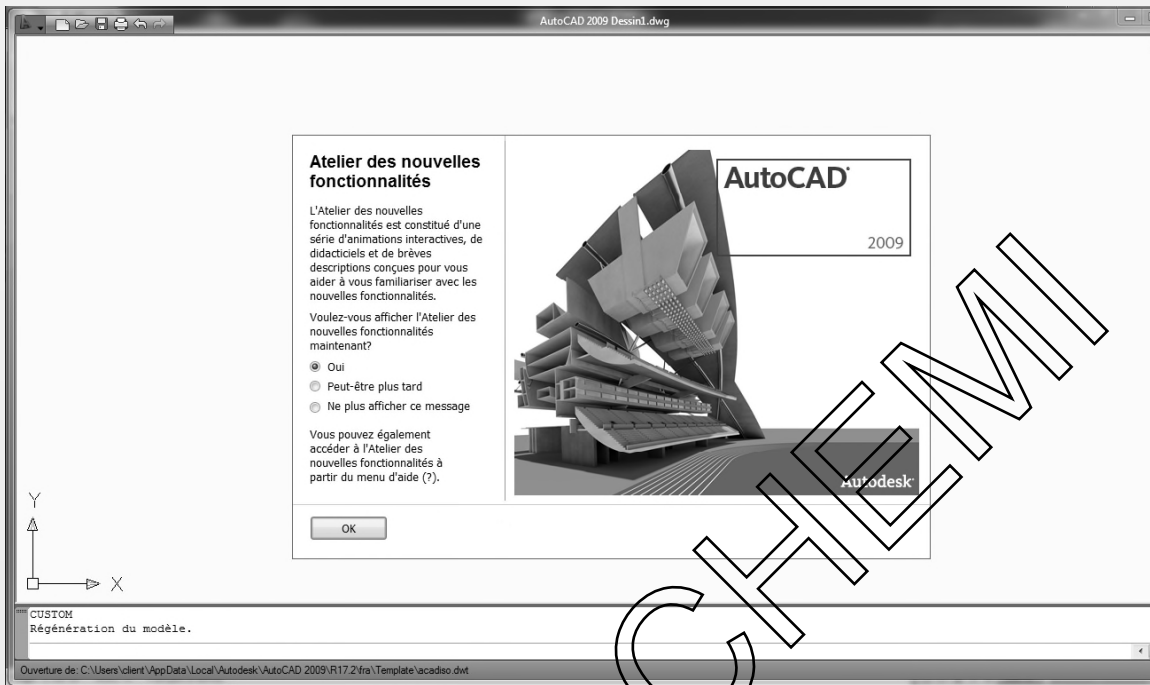 AutoCAD 2009 Dessin1.dwg
Atelier des nouvelles
fonctionnalités
L'Atelier des nouvelles
fonctionnalités est constitué d'une
série d'animations interactives, de
didacticiels et de brèves
descriptions conçues pour vous
aider à vous familiariser avec les
nouvelles fonctionnalités.
Voulez-vous afficher l'Atelier des
nouvelles fonctionnalités
maintenant?
Oui
Peut-être plus tard
Ne plus afficher ce message
Vous pouvez également
accéder à l'Atelier des
nouvelles fonctionnalités à
partir du menu d'aide (?).
OK
AutoCAD
2009
Autodesk
Y
X
CHEMI
CUSTOM
Régénération du modèle.
Ouverture de: C:\Users\client\AppData\Local\Autodesk\AutoCAD 2009\R17.2\fra\Template\acadiso.dwt